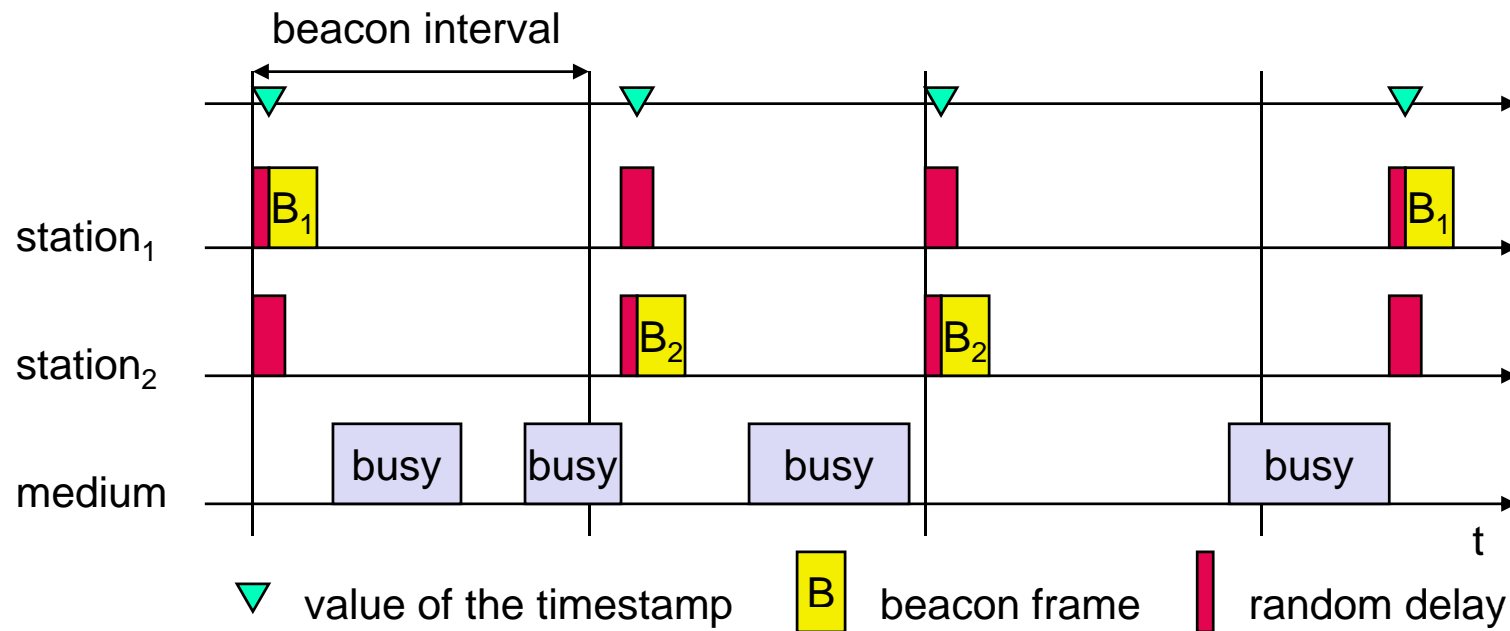 beacon interval
B₁ B₁
station₁
B₂ B₂
station₂
busy busy busy busy
medium
t
value of the timestamp B beacon frame random delay